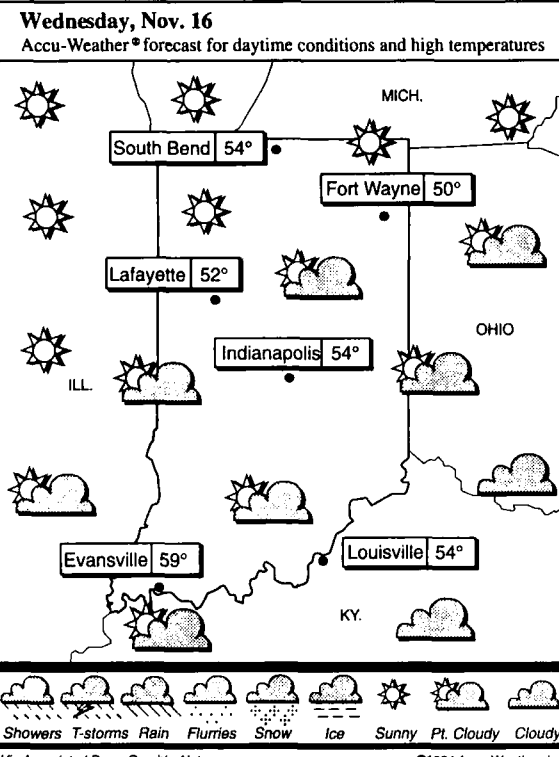 Wednesday, Nov. 16
Accu-Weather® forecast for daytime conditions and high temperatures
MICH.
South Bend 54°
Fort Wayne 50°
Lafayette 52°
OHIO
Indianapolis 54°
ILL.
Evansville 59°
Louisville 54°
KY.
Showers T-storms Rain Flurries Snow Ice Sunny Pt. Cloudy Cloudy